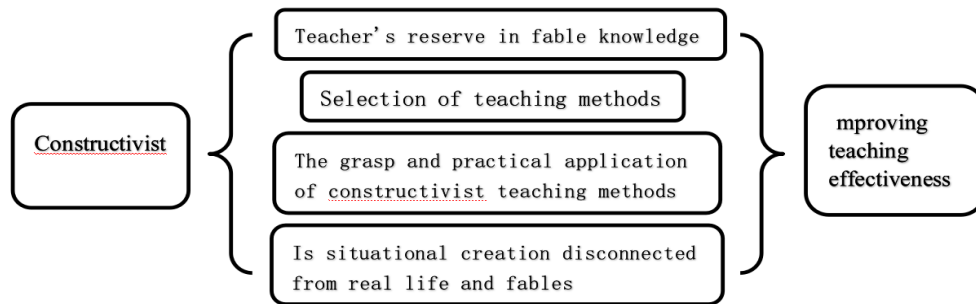 Constructivist
Teacher's reserve in fable knowledge
Selection of teaching methods
The grasp and practical application
of constructivist teaching methods
Is situational creation disconnected
from real life and fables
mproving
teaching
effectiveness